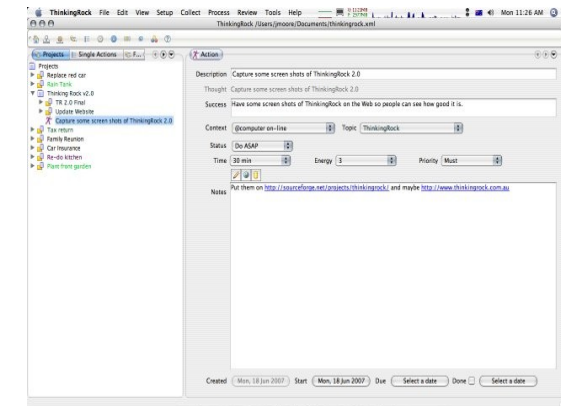 ThinkingRock File Edit View Setup Collect Process Review Tools Help Mon 11:26 AM
ThinkingRock /Users/jmoore/Documents/thinkingrock.xml
Projects Single Actions F... Action
Projects
Replace red car
Rain Tank
Thinking Rock v2.0
TR 2.0 Final
Update Website
Capture some screen shots of ThinkingRock 2.0
Tax return
Family Reunion
Car Insurance
Re-do kitchen
Plant front garden
Description Capture some screen shots of ThinkingRock 2.0
Thought Capture some screen shots of ThinkingRock 2.0
Success Have some screen shots of ThinkingRock on the Web so people can see how good it is.
Context @computer on-line Topic ThinkingRock
Status Do ASAP
Time 30 min Energy 3 Priority Must
Notes Put them on http://sourceforge.net/projects/thinkingrock/ and maybe http://www.thinkingrock.com.au
Created Mon, 18 Jun 2007 Start Mon, 18 Jun 2007 Due Select a date Done Select a date